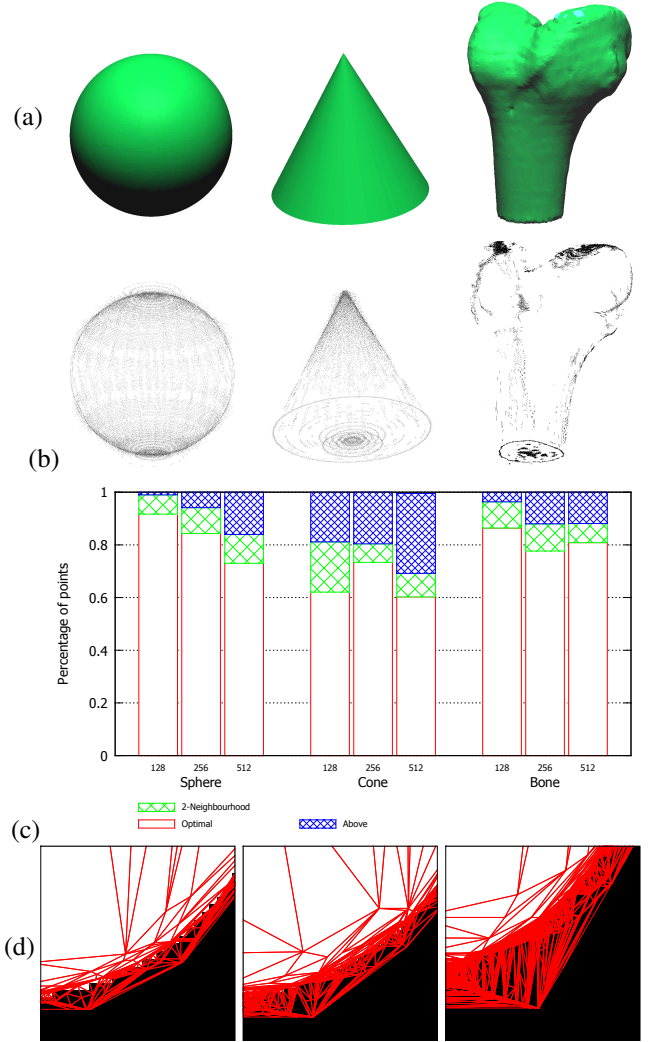 (a)
(b)
1
0.8
0.6
0.4
0.2
0
Percentage of points
128 256 512 128 256 512 128 256 512
Sphere Cone Bone
2-Neighbourhood
Optimal Above
(c)
(d)